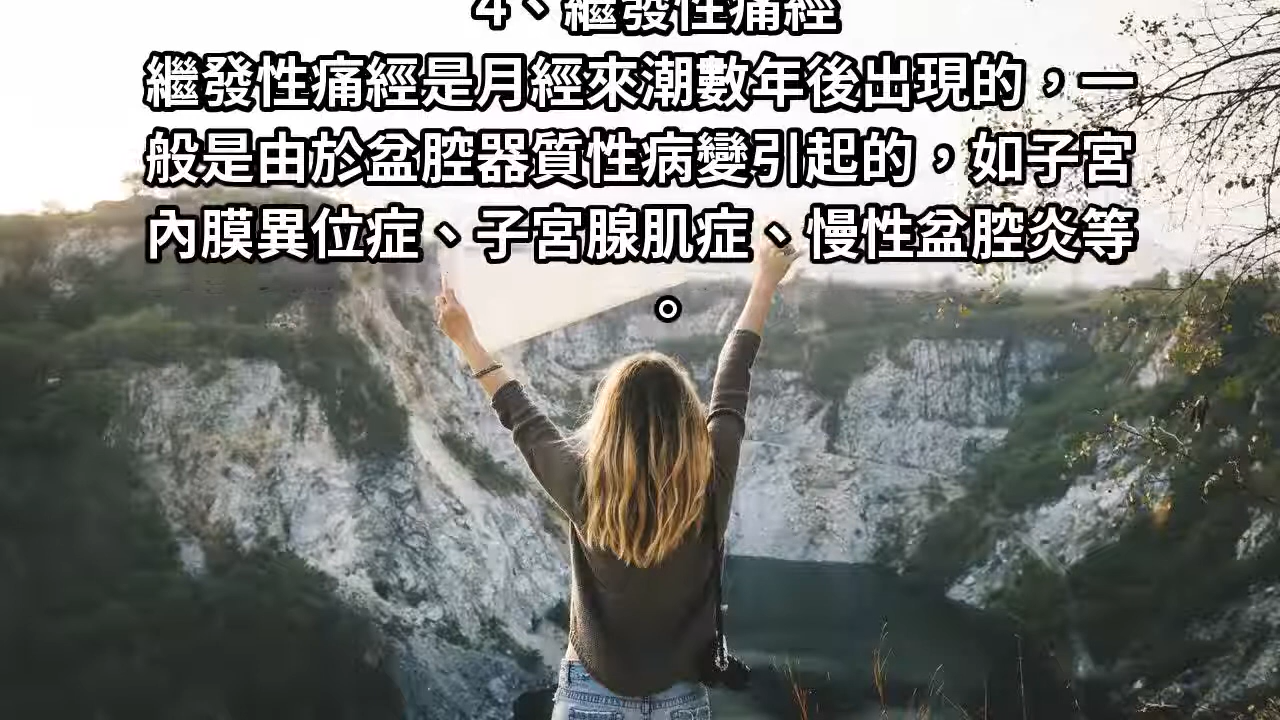 4、繼發性痛經
繼發性痛經是月經來潮數年後出現的，一
般是由於盆腔器質性病變引起的，如子宮
內膜異位症、子宮腺肌症、慢性盆腔炎等
。